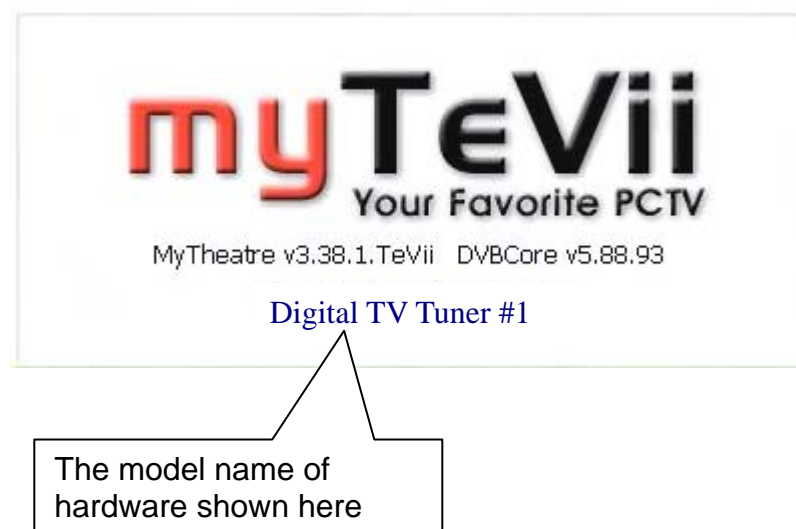 myTeVii
Your Favorite PCTV
MyTheatre v3.38.1.TeVii DVBCore v5.88.93
Digital TV Tuner #1
The model name of
hardware shown here